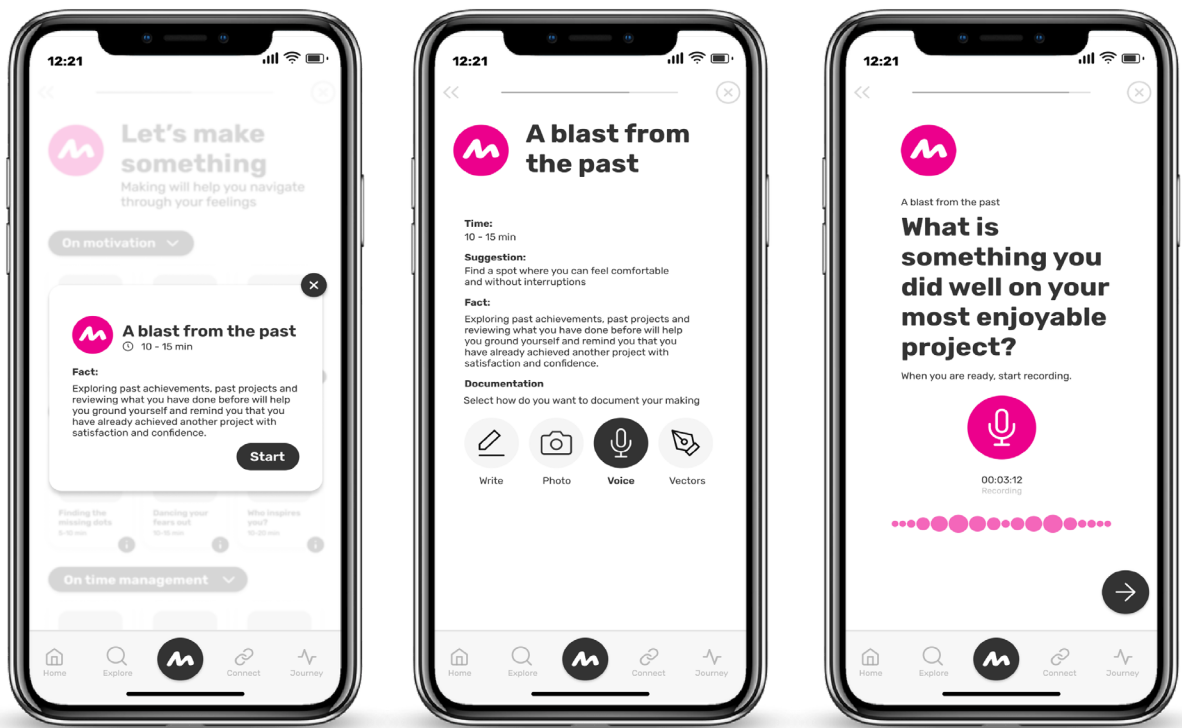 12:21
Let's make
something
Making will help you navigate
through your feelings
On motivation
A blast from the past
10 - 15 min
Fact:
Exploring past achievements, past projects and
reviewing what you have done before will help
you ground yourself and remind you that you
have already achieved another project with
satisfaction and confidence.
Start
Finding the
missing dots
5-10 min
Dancing your
fears out
10-15 min
Who inspires
you?
10-20 min
On time management
Home
Explore
Connect
Journey
12:21
A blast from
the past
Time:
10 - 15 min
Suggestion:
Find a spot where you can feel comfortable
and without interruptions
Fact:
Exploring past achievements, past projects and
reviewing what you have done before will help
you ground yourself and remind you that you
have already achieved another project with
satisfaction and confidence.
Documentation
Select how do you want to document your making
Write
Photo
Voice
Vectors
Home
Explore
Connect
Journey
12:21
A blast from the past
What is
something you
did well on your
most enjoyable
project?
When you are ready, start recording.
00:03:12
Recording
Home
Explore
Connect
Journey